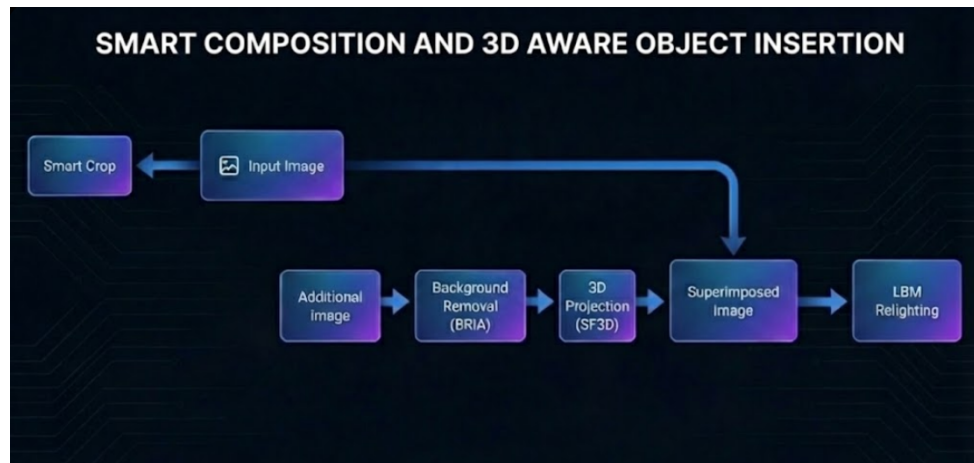 SMART COMPOSITION AND 3D AWARE OBJECT INSERTION
Smart Crop
Input Image
Additional
Image
Background
Removal
(BRIA)
3D
Projection
(SF3D)
Superimposed
Image
LBM
Relighting